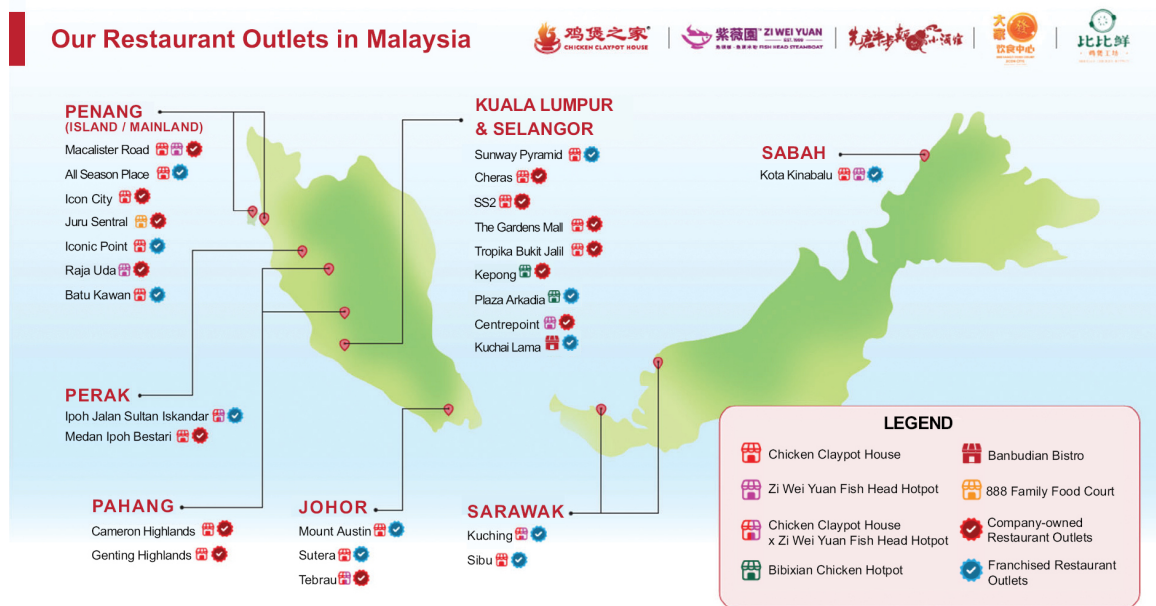 Our Restaurant Outlets in Malaysia
鸡煲之家
CHICKEN CLAYPOT HOUSE
紫薇園 ZI WEI YUAN
EST. 1999
FISH HEAD STEAMBOAT
小酒馆
大家
饮食中心
比比鲜
PENANG
(ISLAND / MAINLAND)
Macalister Road
All Season Place
Icon City
Juru Sentral
Iconic Point
Raja Uda
Batu Kawan
PERAK
Ipoh Jalan Sultan Iskandar
Medan Ipoh Bestari
PAHANG
Cameron Highlands
Genting Highlands
JOHOR
Mount Austin
Sutera
Tebrau
KUALA LUMPUR
& SELANGOR
Sunway Pyramid
Cheras
SS2
The Gardens Mall
Tropika Bukit Jalil
Kepong
Plaza Arkadia
Centrepoint
Kuchai Lama
SARAWAK
Kuching
Sibu
SABAH
Kota Kinabalu
LEGEND
Chicken Claypot House
Zi Wei Yuan Fish Head Hotpot
Chicken Claypot House
x Zi Wei Yuan Fish Head Hotpot
Bibixian Chicken Hotpot
Banbudian Bistro
888 Family Food Court
Company-owned
Restaurant Outlets
Franchised Restaurant
Outlets